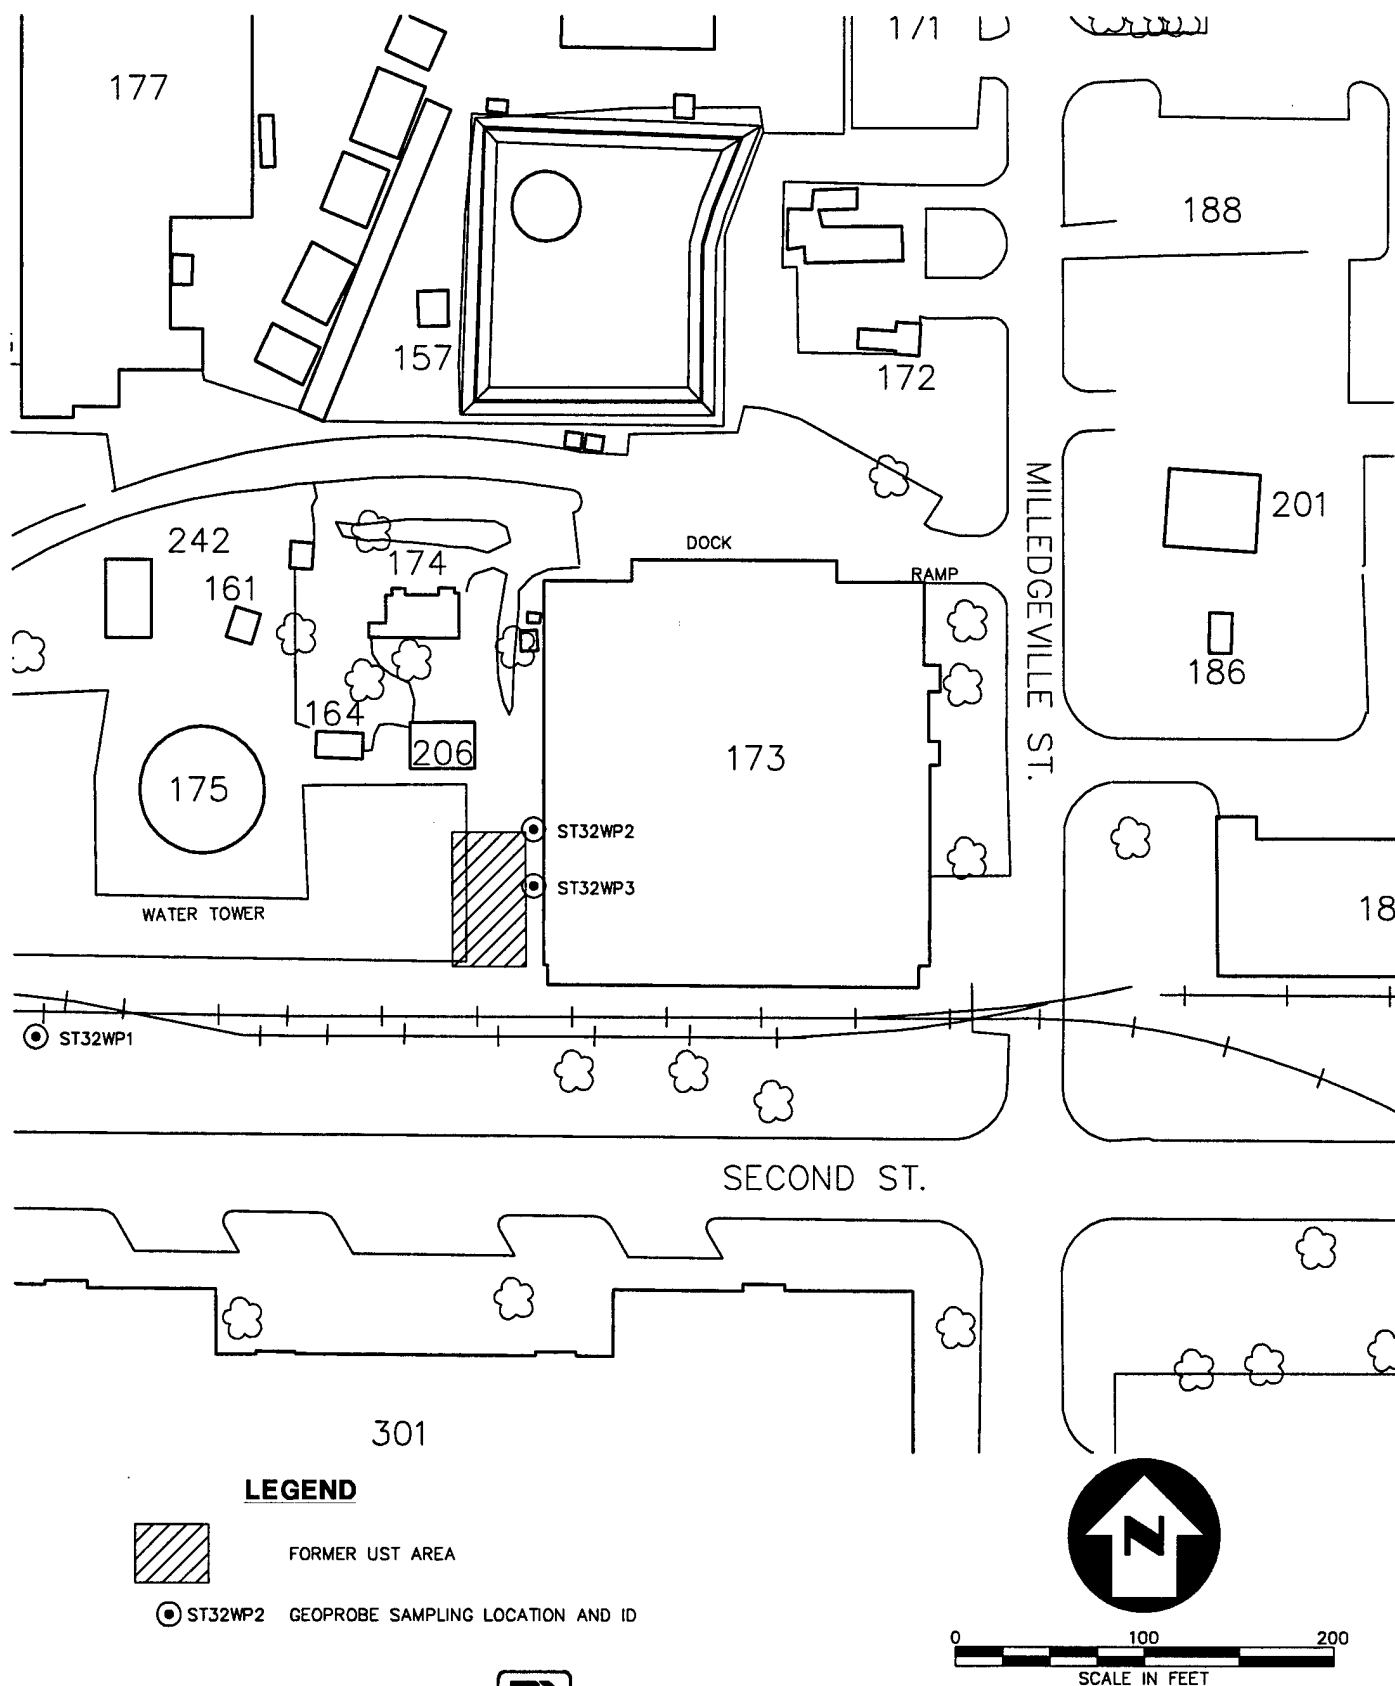 171
177
188
157
172
MILLEDGEVILLE ST.
201
DOCK
242
174
RAMP
161
186
164
206
173
175
ST32WP2
ST32WP3
WATER TOWER
18
ST32WP1
SECOND ST.
301
LEGEND
FORMER UST AREA
ST32WP2 GEOPROBE SAMPLING LOCATION AND ID
N
0 100 200
SCALE IN FEET